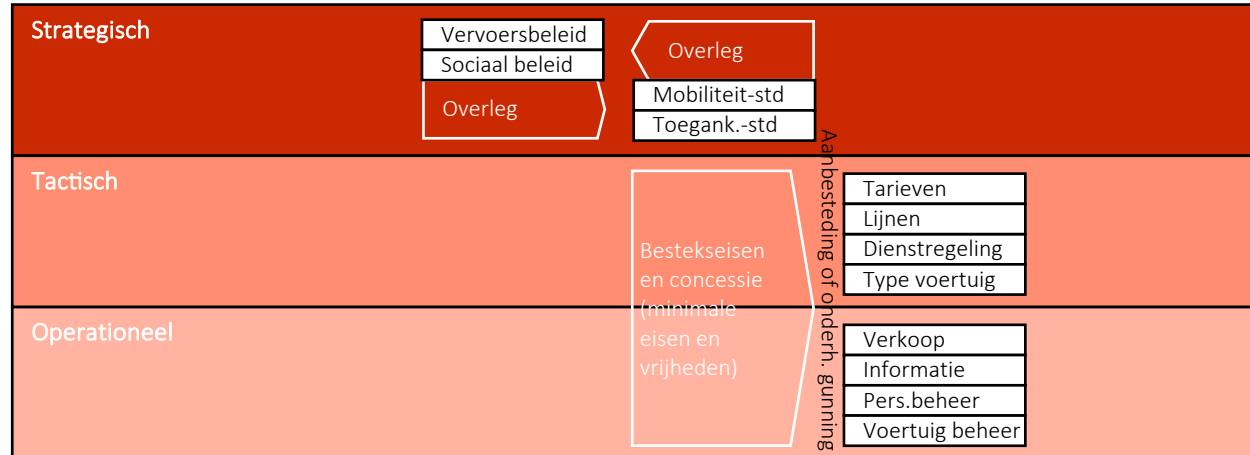 Strategisch
Vervoersbeleid
Sociaal beleid
Overleg
Overleg
Mobiliteit-std
Toegank.-std
Aanbesteding of onderh. gunning
Tactisch
Tarieven
Lijnen
Dienstregeling
Type voertuig
Bestekseisen
en concessie
(minimale
eisen en
vrijheden)
Operationeel
Verkoop
Informatie
Pers.beheer
Voertuig beheer